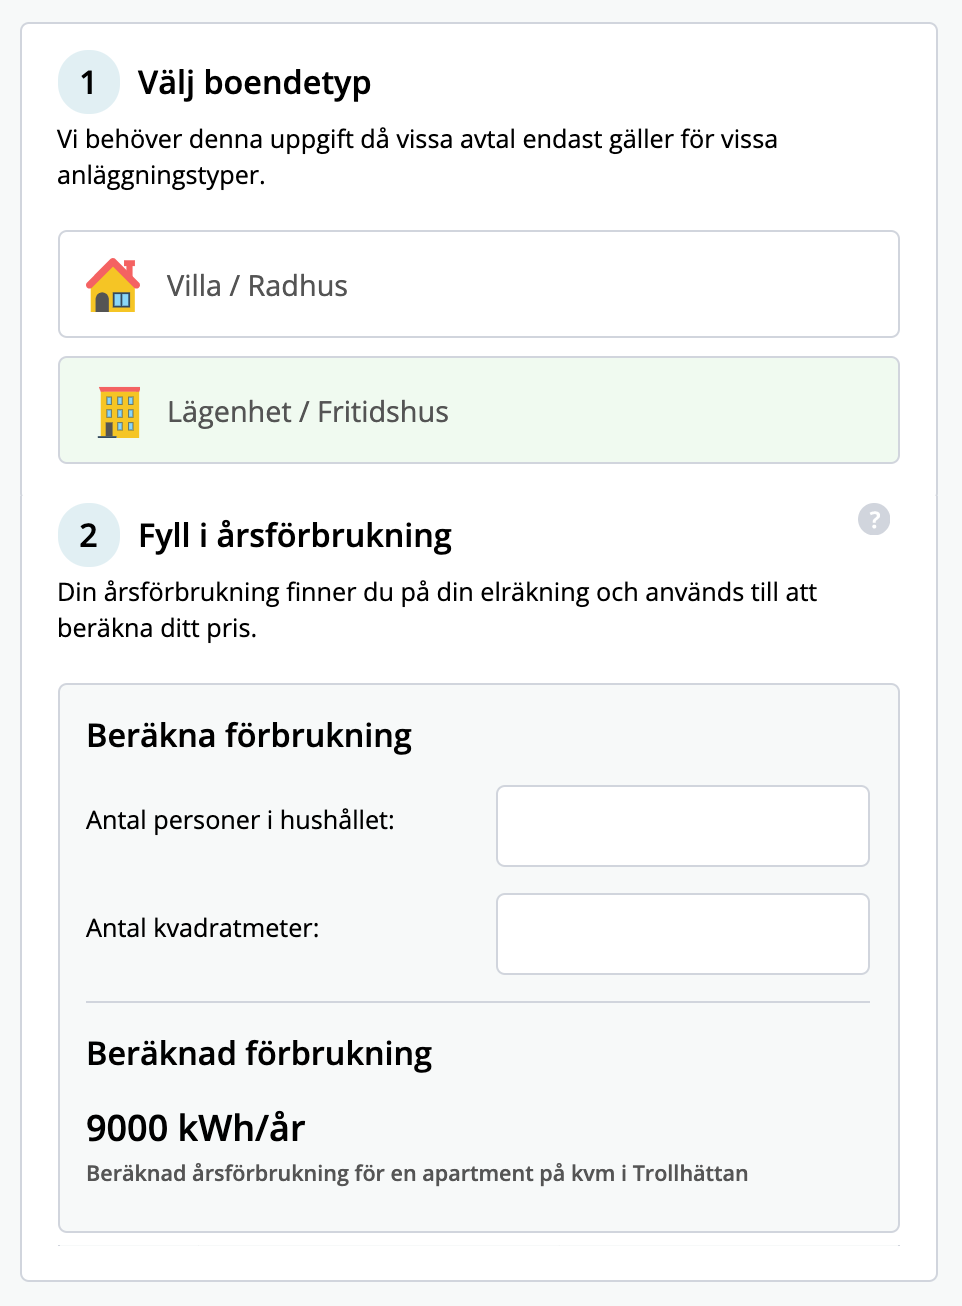 1
Välj boendetyp
Vi behöver denna uppgift då vissa avtal endast gäller för vissa
anläggningstyper.
Villa / Radhus
Lägenhet / Fritidshus
2
Fyll i årsförbrukning
?
Din årsförbrukning finner du på din elräkning och används till att
beräkna ditt pris.
Beräkna förbrukning
Antal personer i hushållet:
Antal kvadratmeter:
Beräknad förbrukning
9000 kWh/år
Beräknad årsförbrukning för en apartment på kvm i Trollhättan